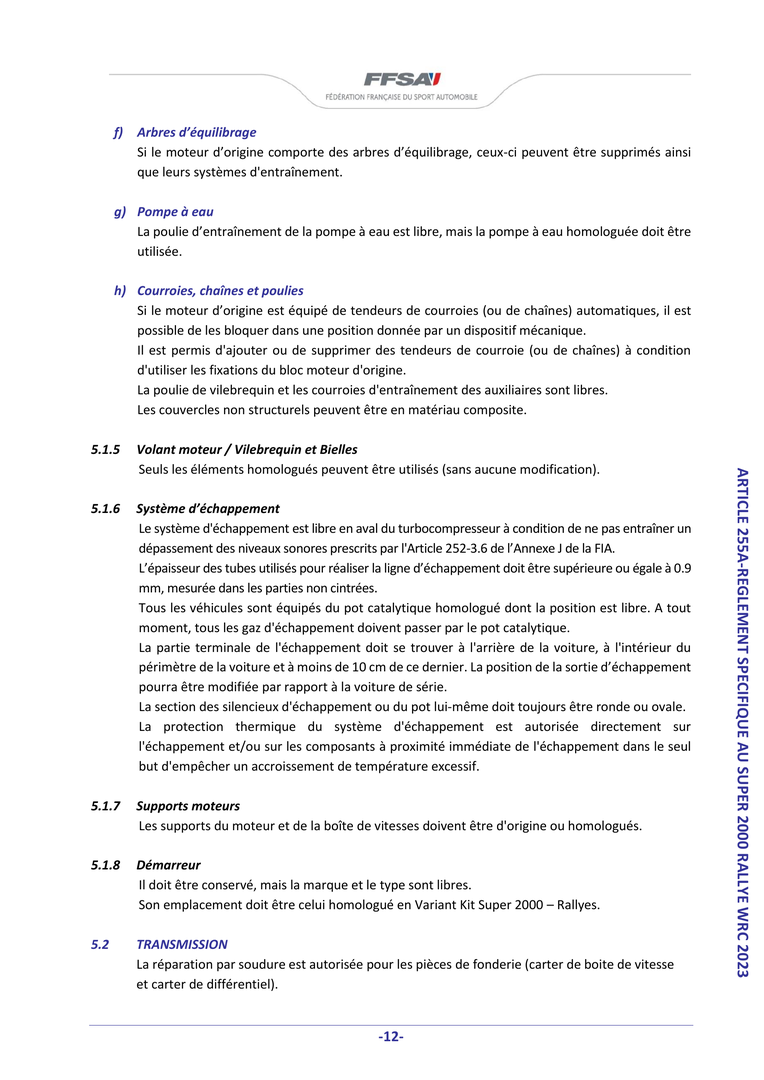 FFSA
FÉDÉRATION FRANÇAISE DU SPORT AUTOMOBILE
f) Arbres d’équilibrage
Si le moteur d’origine comporte des arbres d’équilibrage, ceux-ci peuvent être supprimés ainsi
que leurs systèmes d'entraînement.
g) Pompe à eau
La poulie d’entraînement de la pompe à eau est libre, mais la pompe à eau homologuée doit être
utilisée.
h) Courroies, chaînes et poulies
Si le moteur d’origine est équipé de tendeurs de courroies (ou de chaînes) automatiques, il est
possible de les bloquer dans une position donnée par un dispositif mécanique.
Il est permis d'ajouter ou de supprimer des tendeurs de courroie (ou de chaînes) à condition
d'utiliser les fixations du bloc moteur d'origine.
La poulie de vilebrequin et les courroies d'entraînement des auxiliaires sont libres.
Les couvercles non structurels peuvent être en matériau composite.
5.1.5 Volant moteur / Vilebrequin et Bielles
Seuls les éléments homologués peuvent être utilisés (sans aucune modification).
5.1.6 Système d’échappement
Le système d'échappement est libre en aval du turbocompresseur à condition de ne pas entraîner un
dépassement des niveaux sonores prescrits par l'Article 252-3.6 de l’Annexe J de la FIA.
L’épaisseur des tubes utilisés pour réaliser la ligne d’échappement doit être supérieure ou égale à 0.9
mm, mesurée dans les parties non cintrées.
Tous les véhicules sont équipés du pot catalytique homologué dont la position est libre. A tout
moment, tous les gaz d'échappement doivent passer par le pot catalytique.
La partie terminale de l'échappement doit se trouver à l'arrière de la voiture, à l'intérieur du
périmètre de la voiture et à moins de 10 cm de ce dernier. La position de la sortie d’échappement
pourra être modifiée par rapport à la voiture de série.
La section des silencieux d'échappement ou du pot lui-même doit toujours être ronde ou ovale.
La protection thermique du système d'échappement est autorisée directement sur
l'échappement et/ou sur les composants à proximité immédiate de l'échappement dans le seul
but d'empêcher un accroissement de température excessif.
5.1.7 Supports moteurs
Les supports du moteur et de la boîte de vitesses doivent être d'origine ou homologués.
5.1.8 Démarreur
Il doit être conservé, mais la marque et le type sont libres.
Son emplacement doit être celui homologué en Variant Kit Super 2000 – Rallyes.
5.2 TRANSMISSION
La réparation par soudure est autorisée pour les pièces de fonderie (carter de boite de vitesse
et carter de différentiel).
ARTICLE 255A-REGLEMENT SPECIFIQUE AU SUPER 2000 RALLYE WRC 2023
-12-